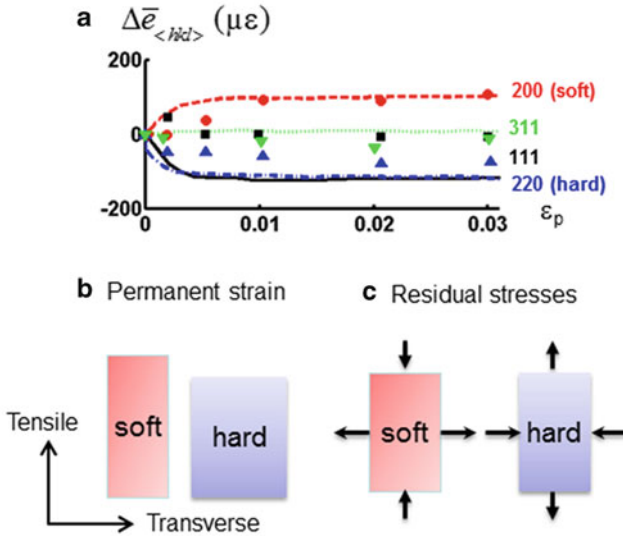 a
Δē<hkl> (με)
200
0
-200
0
0.01
0.02
0.03
εp
200 (soft)
311
111
220 (hard)
b Permanent strain
c Residual stresses
soft
hard
soft
hard
Tensile
Transverse